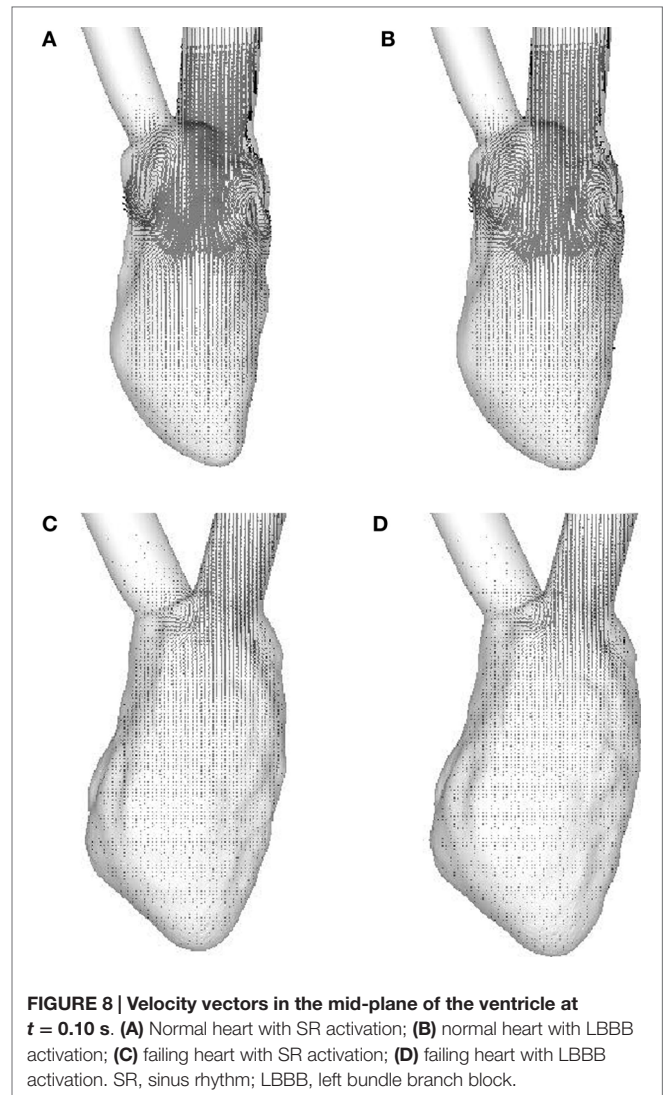 A
B
C
D
FIGURE 8 | Velocity vectors in the mid-plane of the ventricle at
t = 0.10 s. (A) Normal heart with SR activation; (B) normal heart with LBBB
activation; (C) failing heart with SR activation; (D) failing heart with LBBB
activation. SR, sinus rhythm; LBBB, left bundle branch block.